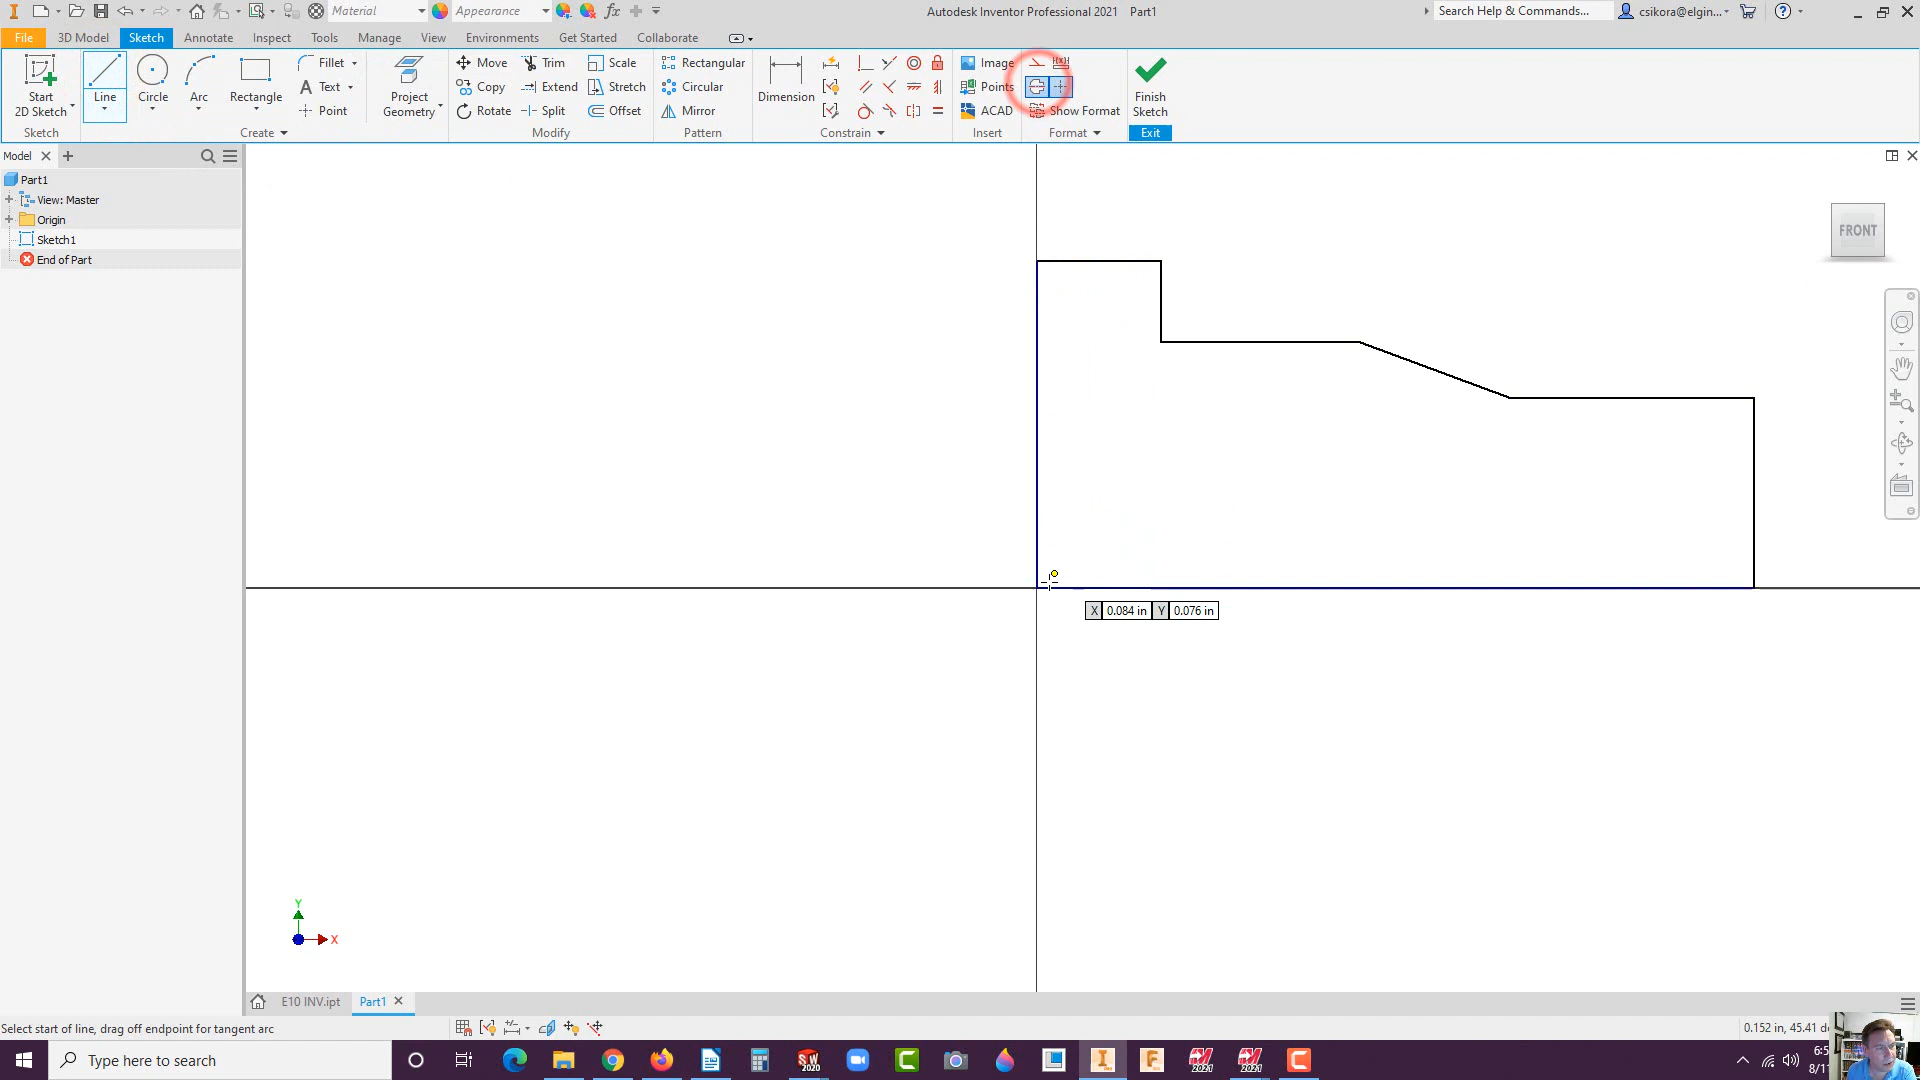 Material Appearance fx Autodesk Inventor Professional 2021 Part1 Search Help & Commands... csikora@elgin...
File 3D Model Sketch Annotate Inspect Tools Manage View Environments Get Started Collaborate
Start 2D Sketch Line Circle Arc Rectangle Fillet Text Point Project Geometry Move Copy Rotate Trim Extend Split Scale Stretch Offset Rectangular Circular Mirror Dimension Image Points ACAD Show Format Finish Sketch
Sketch Create Modify Pattern Constrain Insert Format Exit
Model
Part1
View: Master
Origin
Sketch1
End of Part
FRONT
X 0.084 in Y 0.076 in
Y
X
E10 INV.ipt Part1
Select start of line, drag off endpoint for tangent arc 0.152 in, 45.41
Type here to search